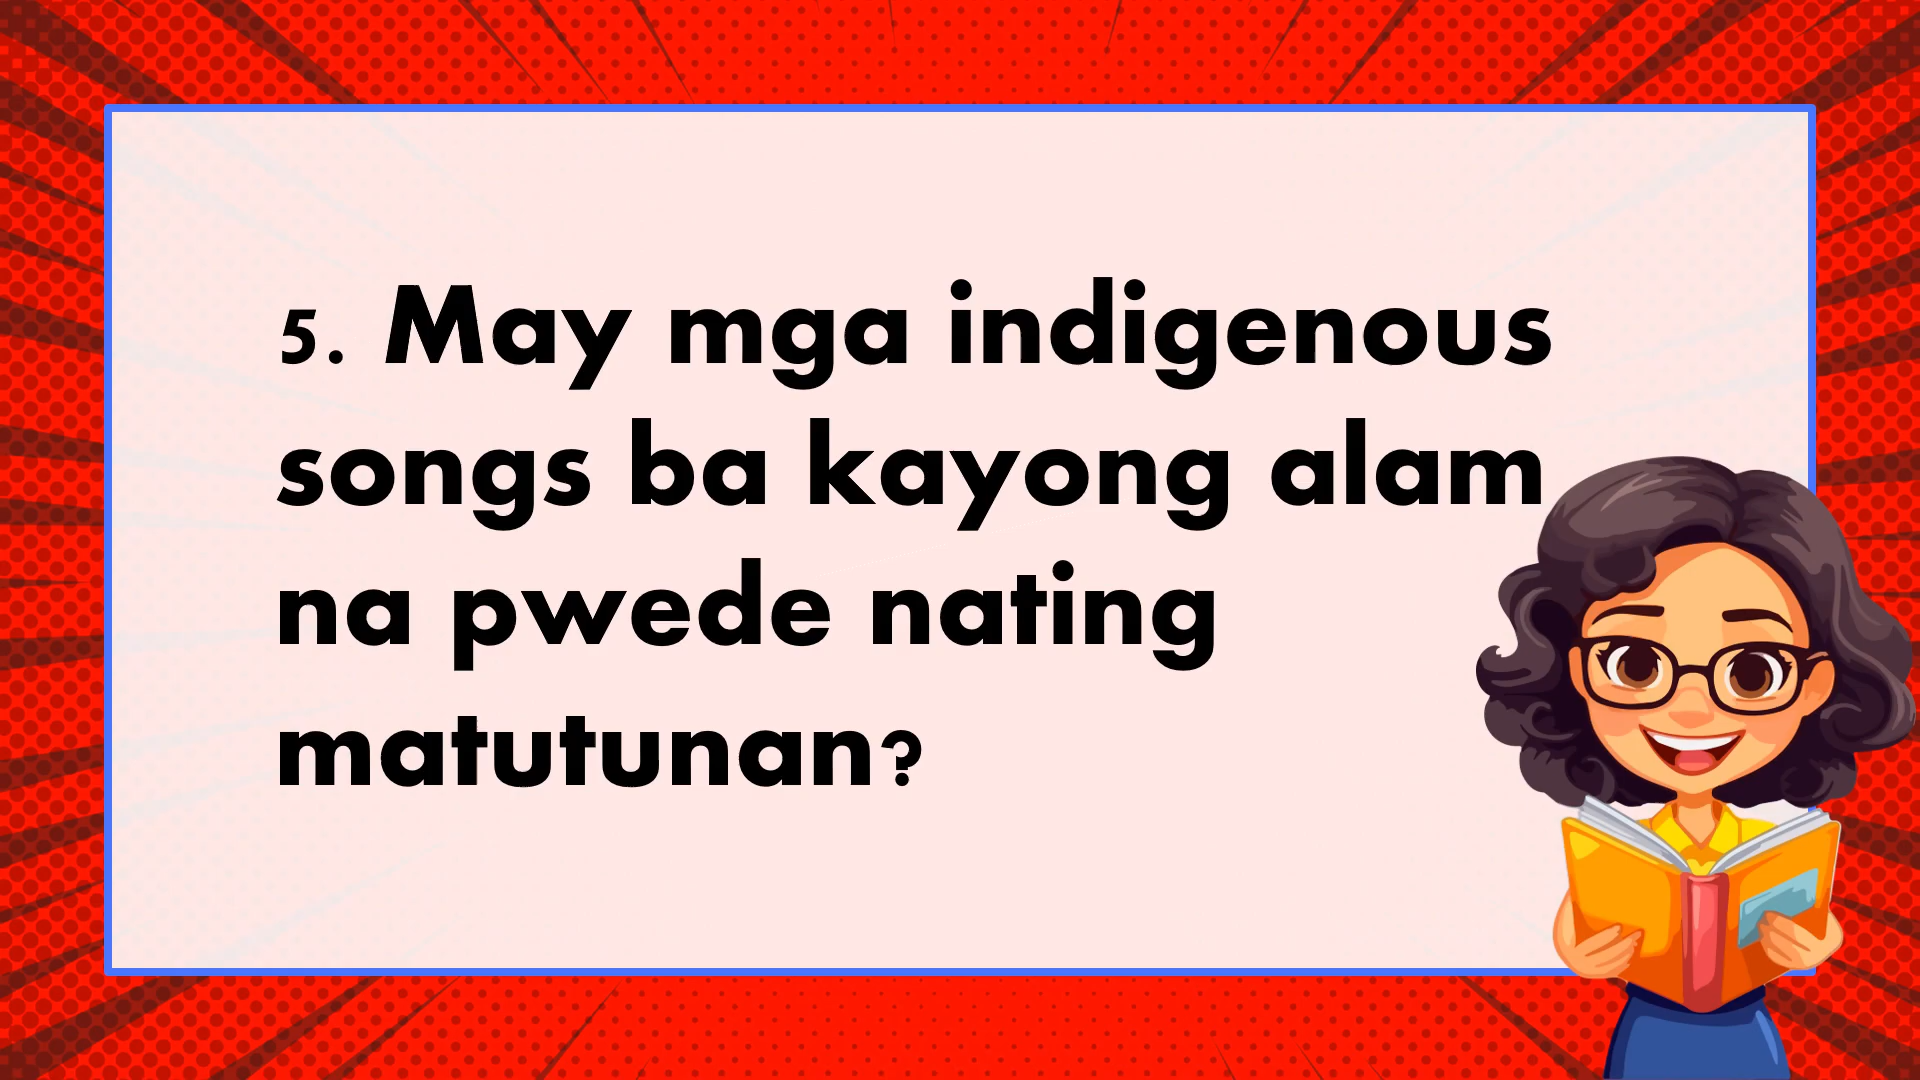 5. May mga indigenous
songs ba kayong alam
na pwede nating
matutunan?